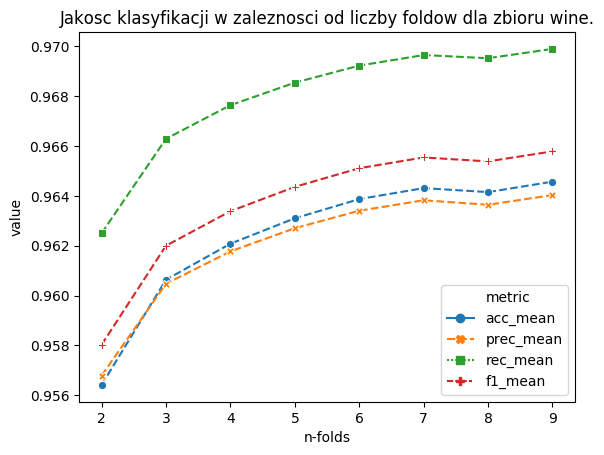 Jakosc klasyfikacji w zaleznosci od liczby foldow dla zbioru wine.
0.970
0.968
0.966
0.964
0.962
0.960
0.958
0.956
value
2 3 4 5 6 7 8 9
n-folds
metric
acc_mean
prec_mean
rec_mean
f1_mean